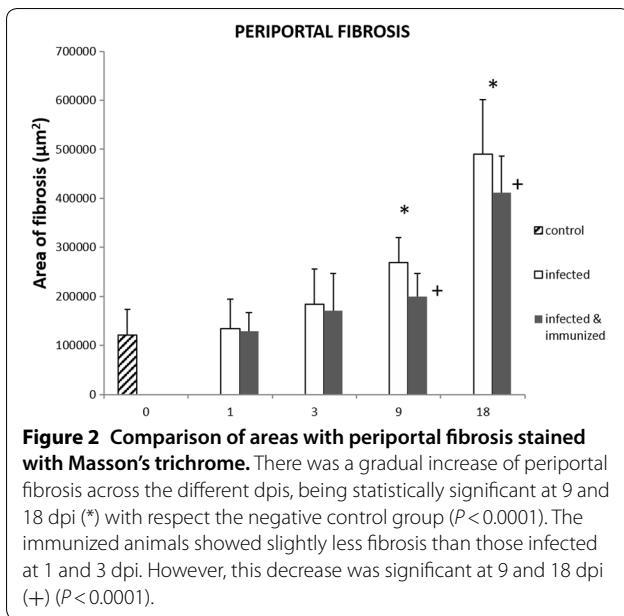 PERIPORTAL FIBROSIS
700000
600000
500000
400000
300000
200000
100000
0
Area of fibrosis (μm²)
*
*
+
+
control
infected
infected &
immunized
0 1 3 9 18
Figure 2 Comparison of areas with periportal fibrosis stained
with Masson's trichrome. There was a gradual increase of periportal
fibrosis across the different dpis, being statistically significant at 9 and
18 dpi (*) with respect the negative control group (P < 0.0001). The
immunized animals showed slightly less fibrosis than those infected
at 1 and 3 dpi. However, this decrease was significant at 9 and 18 dpi
(+) (P < 0.0001).